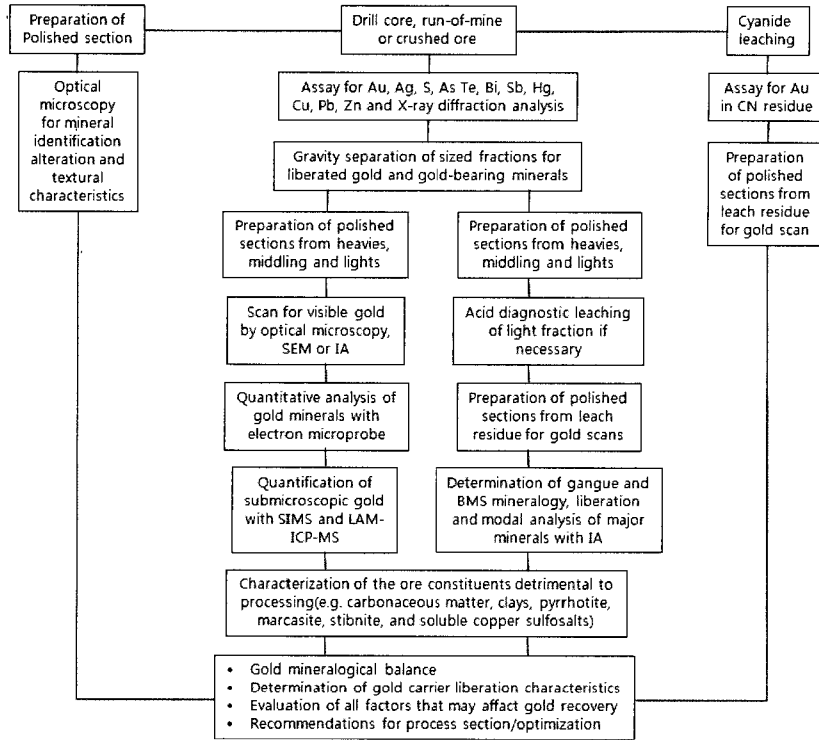 Preparation of
Polished section
Drill core, run-of-mine
or crushed ore
Cyanide
leaching
Optical
microscopy
for mineral
identification
alteration and
textural
characteristics
Assay for Au, Ag, S, As Te, Bi, Sb, Hg,
Cu, Pb, Zn and X-ray diffraction analysis
Assay for Au
in CN residue
Gravity separation of sized fractions for
liberated gold and gold-bearing minerals
Preparation
of polished
sections from
leach residue
for gold scan
Preparation of polished
sections from heavies,
middling and lights
Preparation of polished
sections from heavies,
middling and lights
Scan for visible gold
by optical microscopy,
SEM or IA
Acid diagnostic leaching
of light fraction if
necessary
Quantitative analysis of
gold minerals with
electron microprobe
Preparation of polished
sections from leach
residue for gold scans
Quantification of
submicroscopic gold
with SIMS and LAM-
ICP-MS
Determination of gangue and
BMS mineralogy, liberation
and modal analysis of major
minerals with IA
Characterization of the ore constituents detrimental to
processing(e.g. carbonaceous matter, clays, pyrrhotite,
marcasite, stibnite, and soluble copper sulfosalts)
• Gold mineralogical balance
• Determination of gold carrier liberation characteristics
• Evaluation of all factors that may affect gold recovery
• Recommendations for process section/optimization